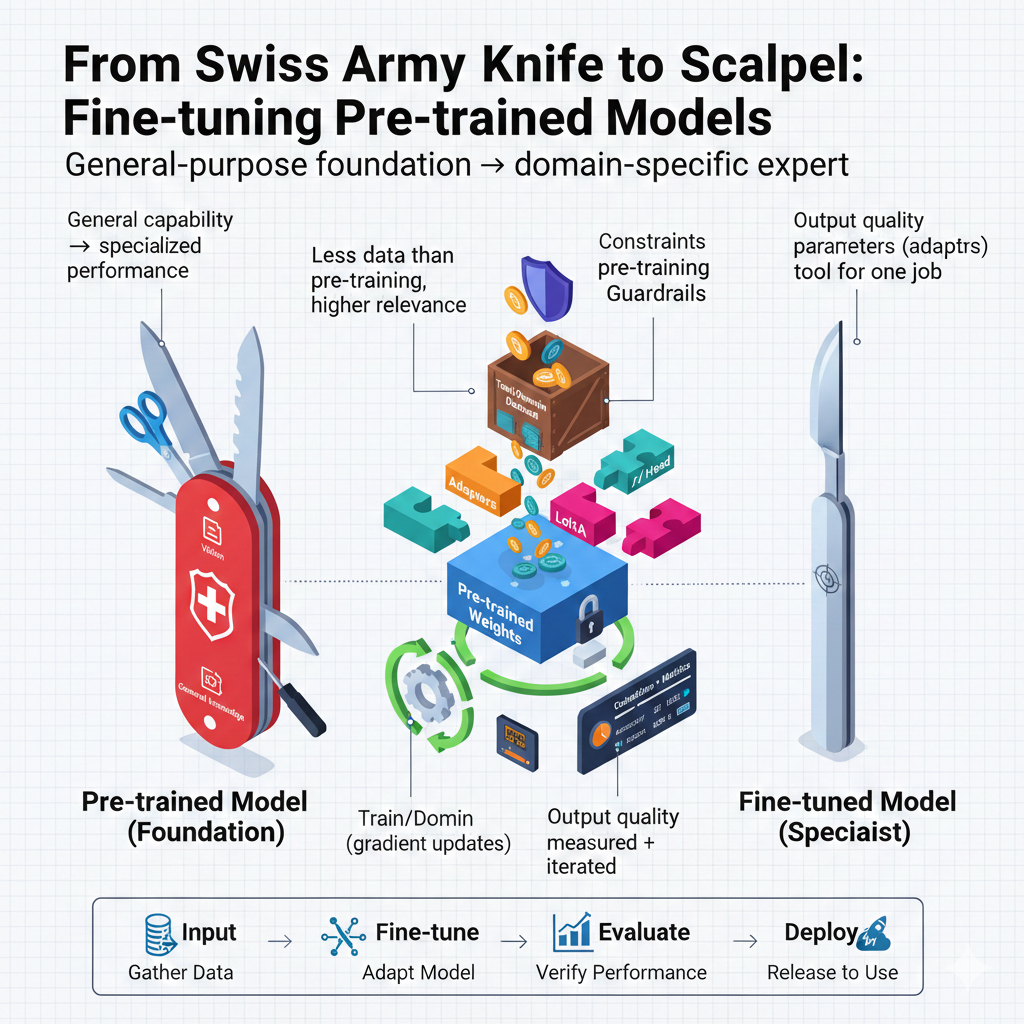 From Swiss Army Knife to Scalpel:
Fine-tuning Pre-trained Models
General-purpose foundation → domain-specific expert
General capability
→ specialized
performance
Less data than
pre-training,
higher relevance
Constraints
pre-training
Guardrails
Output quality
parameters (adaptrs)
tool for one job
Adapters
/ Head
LoRA
Pre-trained
Weights
Pre-trained Model
(Foundation)
Train/Domin
(gradient updates)
Output quality
measured +
iterated
Fine-tuned Model
(Speciaist)
Input
Gather Data
→
Fine-tune
Adapt Model
→
Evaluate
Verify Performance
→
Deploy
Release to Use